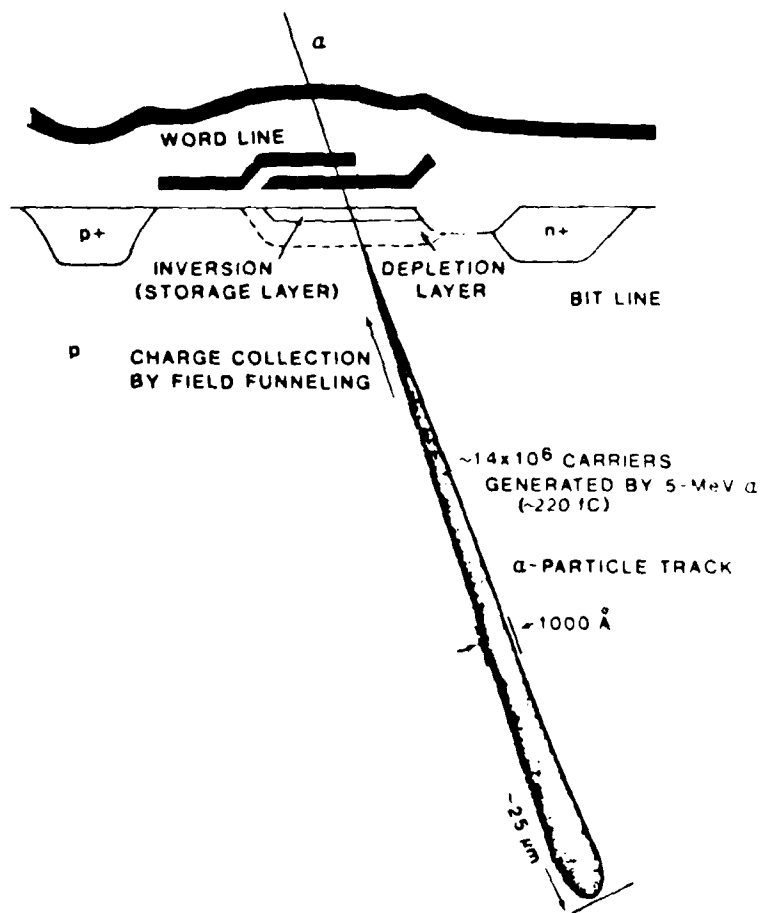 α
WORD LINE
p+
n+
INVERSION
(STORAGE LAYER)
DEPLETION
LAYER
BIT LINE
p
CHARGE COLLECTION
BY FIELD FUNNELING
~14x10⁶ CARRIERS
GENERATED BY 5-MeV α
(~220 fC)
α-PARTICLE TRACK
1000 Å
~25 µm